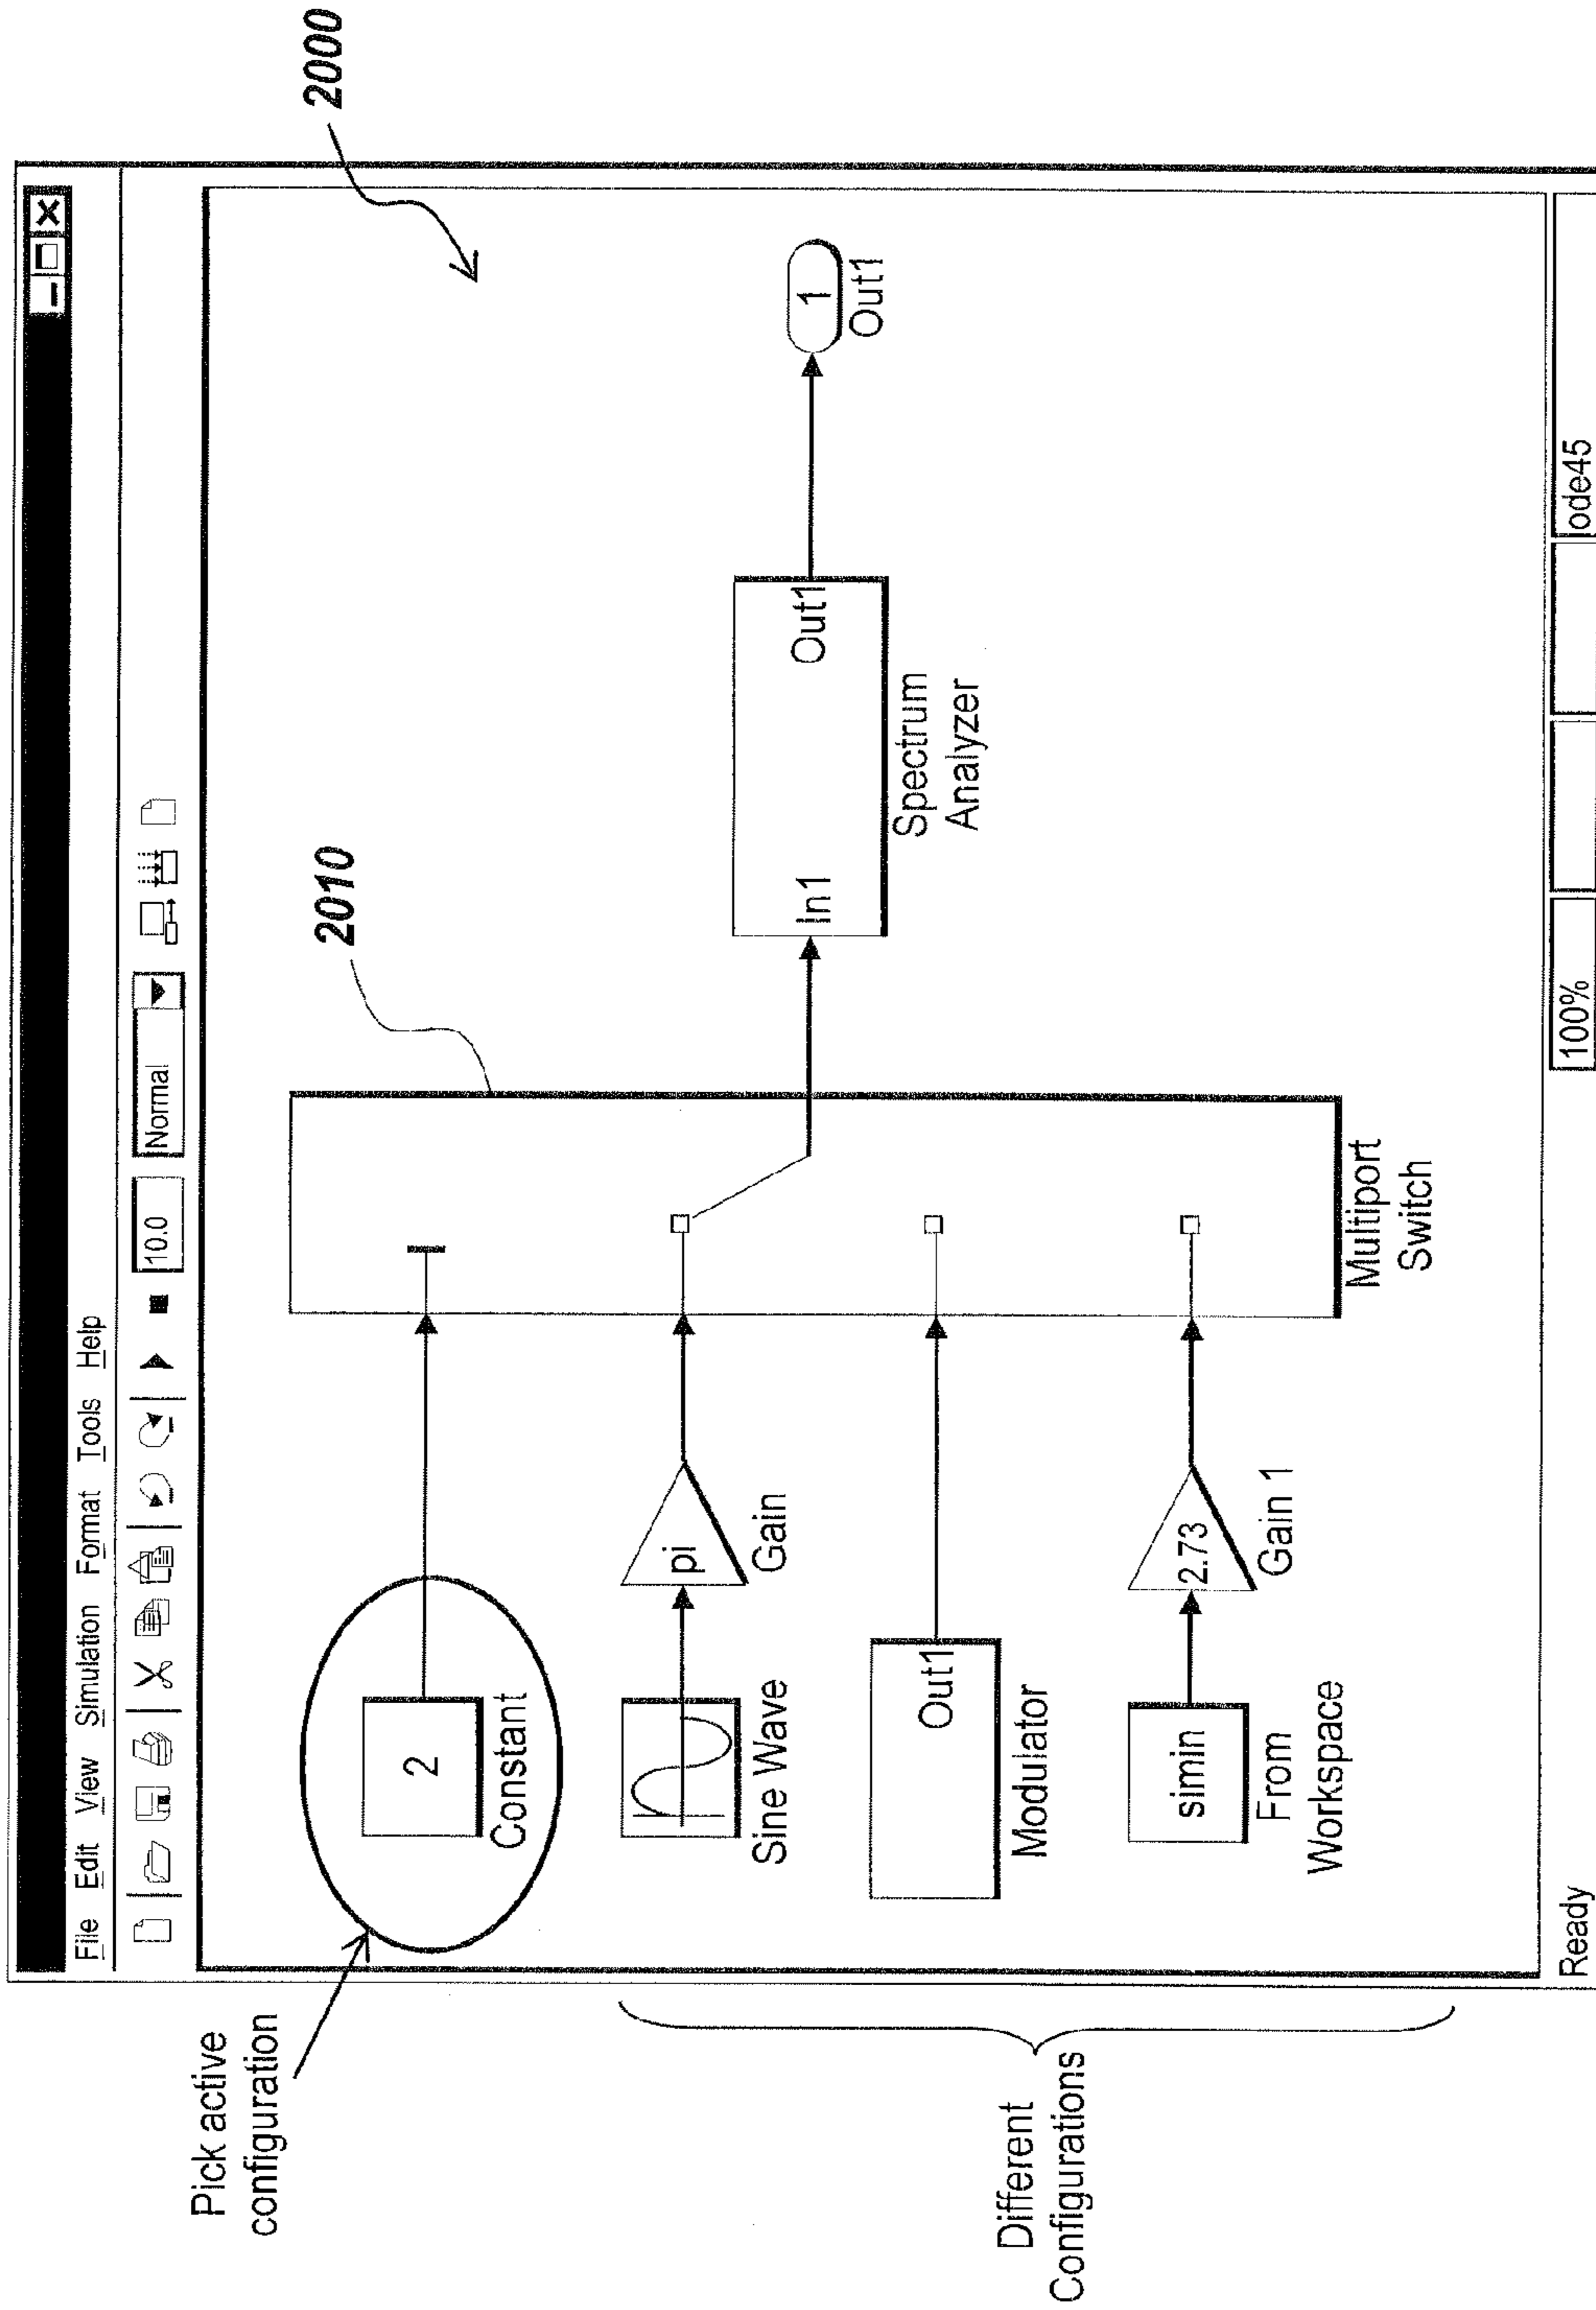 2000
File Edit View Simulation Format Tools Help
10.0
Normal
Pick active
configuration
2010
2
Constant
pi
Sine Wave
Gain
Different
Configurations
Out1
Modulator
simin
From
Workspace
2.73
Gain 1
Multiport
Switch
In1
Out1
Spectrum
Analyzer
1
Out1
Ready
100%
ode45